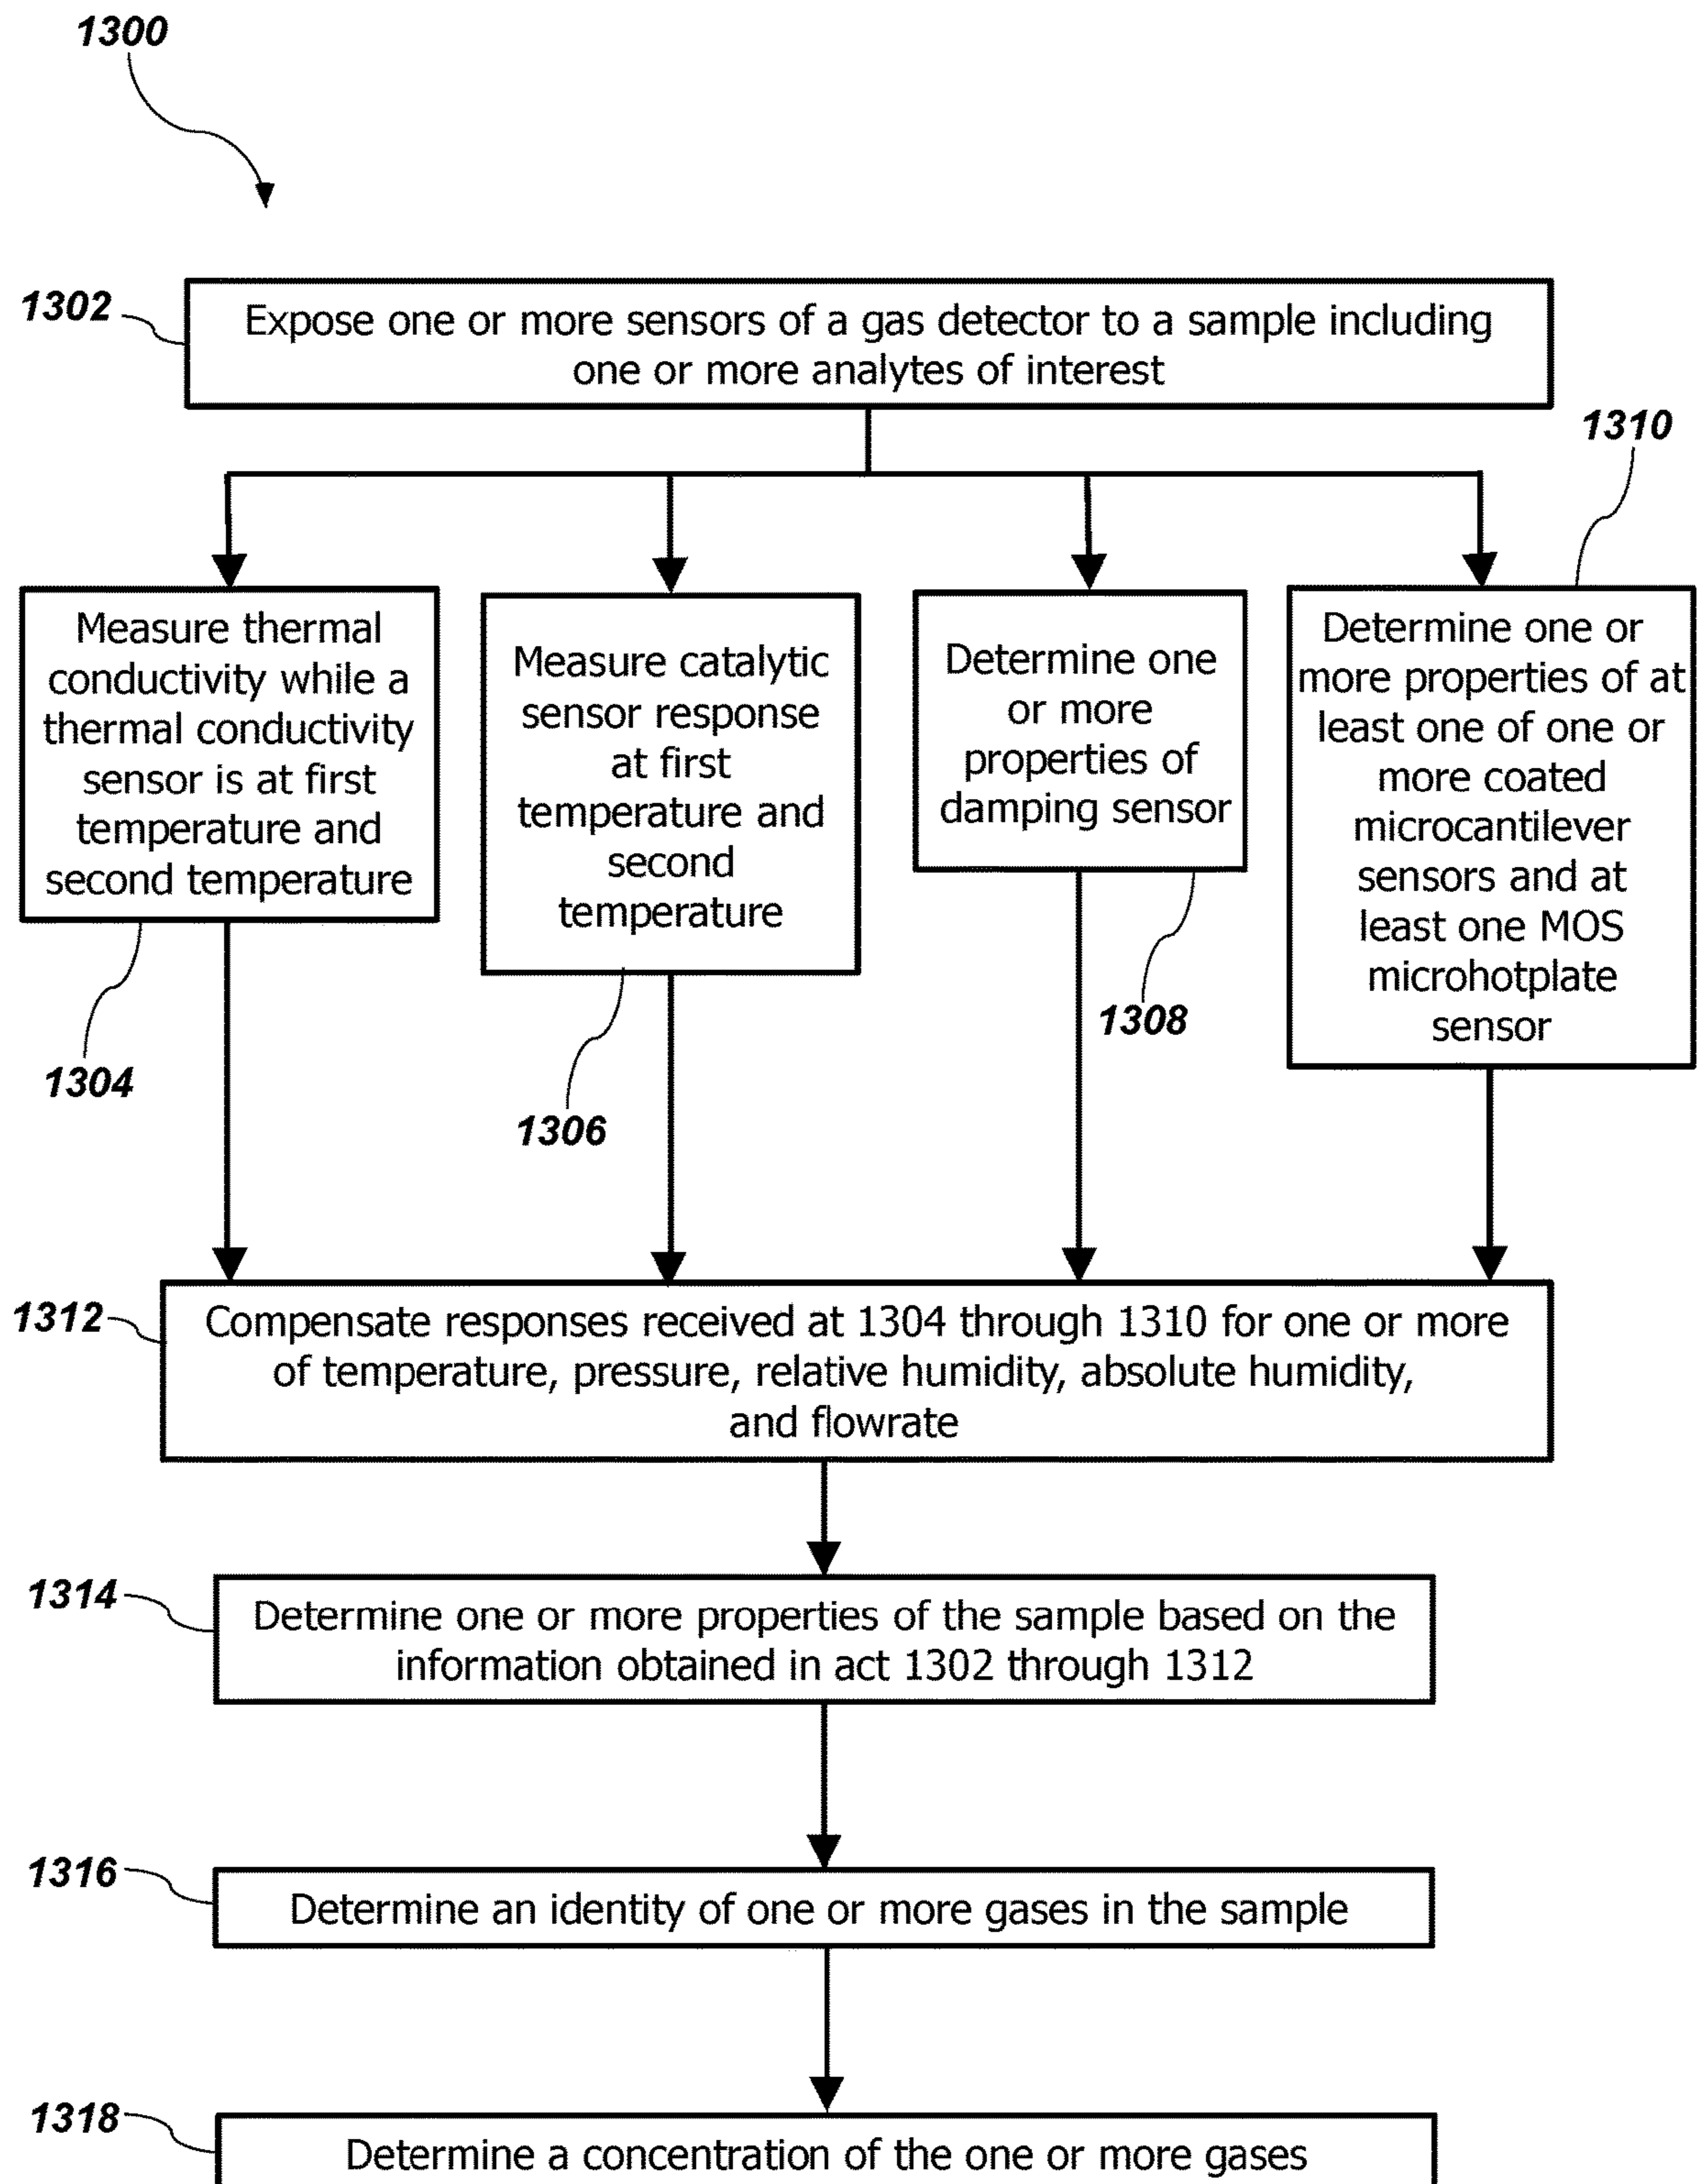 1300
1302
Expose one or more sensors of a gas detector to a sample including
one or more analytes of interest
1310
Measure thermal
conductivity while a
thermal conductivity
sensor is at first
temperature and
second temperature
1304
Measure catalytic
sensor response
at first
temperature and
second
temperature
1306
Determine one
or more
properties of
damping sensor
1308
Determine one or
more properties of at
least one of one or
more coated
microcantilever
sensors and at
least one MOS
microhotplate
sensor
1312
Compensate responses received at 1304 through 1310 for one or more
of temperature, pressure, relative humidity, absolute humidity,
and flowrate
1314
Determine one or more properties of the sample based on the
information obtained in act 1302 through 1312
1316
Determine an identity of one or more gases in the sample
1318
Determine a concentration of the one or more gases